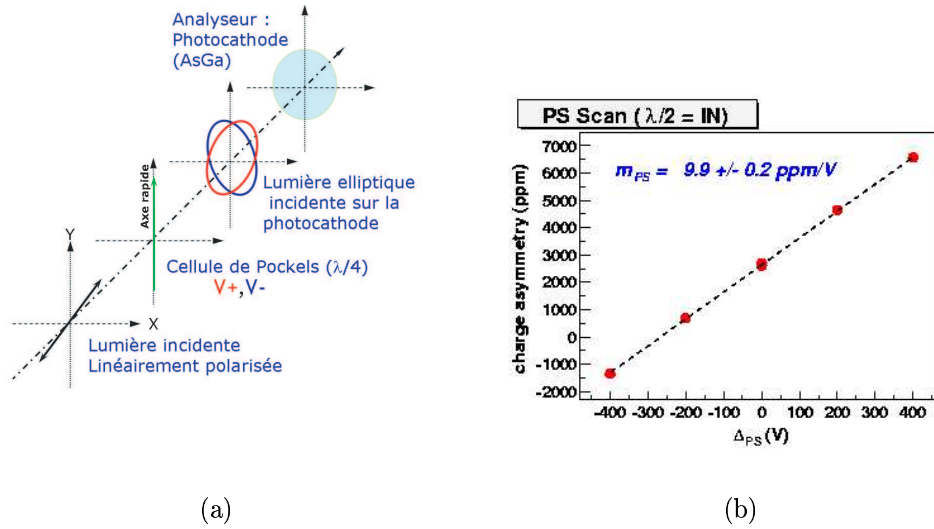 Analyseur :
Photocathode
(AsGa)
Lumière elliptique
incidente sur la
photocathode
Axe rapide
Y
Cellule de Pockels (λ/4)
V+,V-
X
Lumière incidente
Linéairement polarisée
(a)
PS Scan ( λ/2 = IN)
m_PS = 9.9 +/- 0.2 ppm/V
charge asymmetry (ppm)
7000
6000
5000
4000
3000
2000
1000
0
-1000
-2000
-400 -300 -200 -100 0 100 200 300 400
Δ_PS (V)
(b)